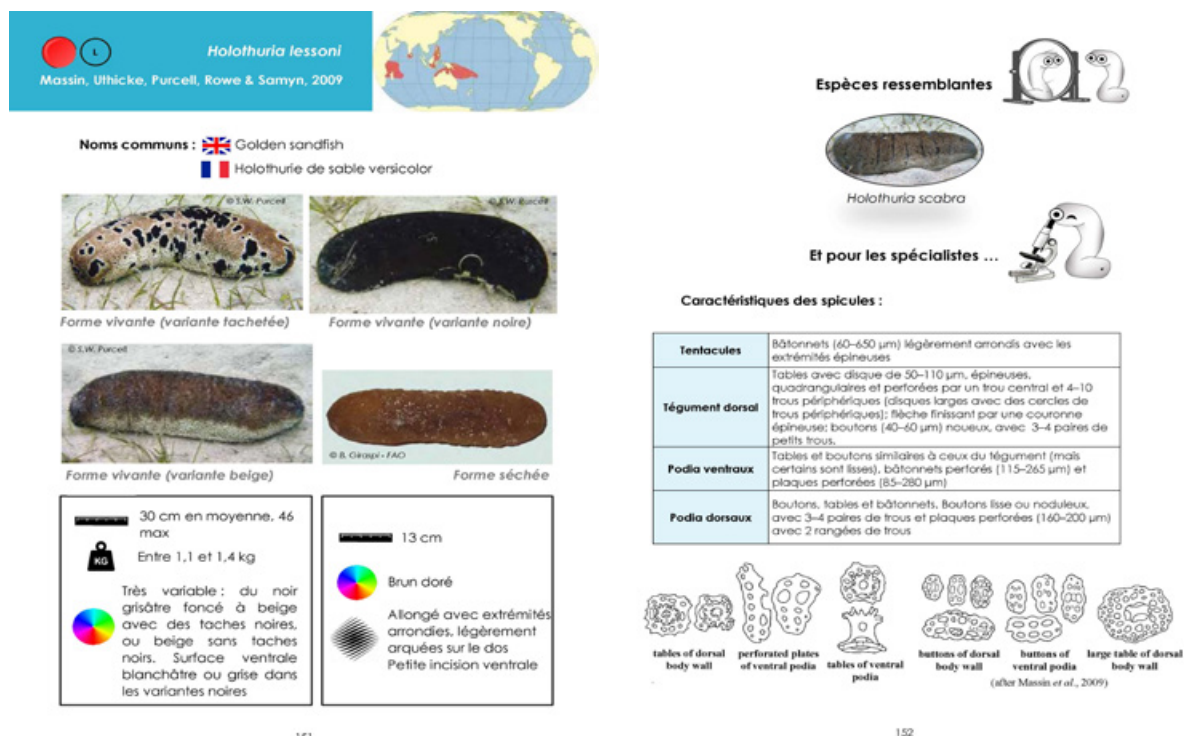 L
Holothuria lessoni
Massin, Uthicke, Purcell, Rowe & Samyn, 2009
Noms communs :
Golden sandfish
Holothurie de sable versicolor
© S.W. Purcell
© S.W. Purcell
Forme vivante (variante tachetée)
Forme vivante (variante noire)
© S.W. Purcell
© B. Giraspi - FAO
Forme vivante (variante beige)
Forme séchée
30 cm en moyenne, 46
max
KG
Entre 1,1 et 1,4 kg
Très variable : du noir
grisâtre foncé à beige
avec des taches noires,
ou beige sans taches
noirs. Surface ventrale
blanchâtre ou grise dans
les variantes noires
13 cm
Brun doré
Allongé avec extrémités
arrondies, légèrement
arquées sur le dos
Petite incision ventrale
Espèces ressemblantes
Holothuria scabra
Et pour les spécialistes ...
Caractéristiques des spicules :
Tentacules
Bâtonnets (60–650 µm) légèrement arrondis avec les
extrémités épineuses
Tégument dorsal
Tables avec disque de 50–110 µm, épineuses,
quadrangulaires et perforées par un trou central et 4–10
trous périphériques (disques larges avec des cercles de
trous périphériques); flèche finissant par une couronne
épineuse; boutons (40–60 µm) noueux, avec 3–4 paires de
petits trous.
Podia ventraux
Tables et boutons similaires à ceux du tégument (mais
certains sont lisses), bâtonnets perforés (115–265 µm) et
plaques perforées (85–280 µm)
Podia dorsaux
Boutons, tables et bâtonnets. Boutons lisse ou noduleux,
avec 3–4 paires de trous et plaques perforées (160–200 µm)
avec 2 rangées de trous
tables of dorsal
body wall
perforated plates
of ventral podia
tables of ventral
podia
buttons of dorsal
body wall
buttons of
ventral podia
large table of dorsal
body wall
(after Massin et al., 2009)
152